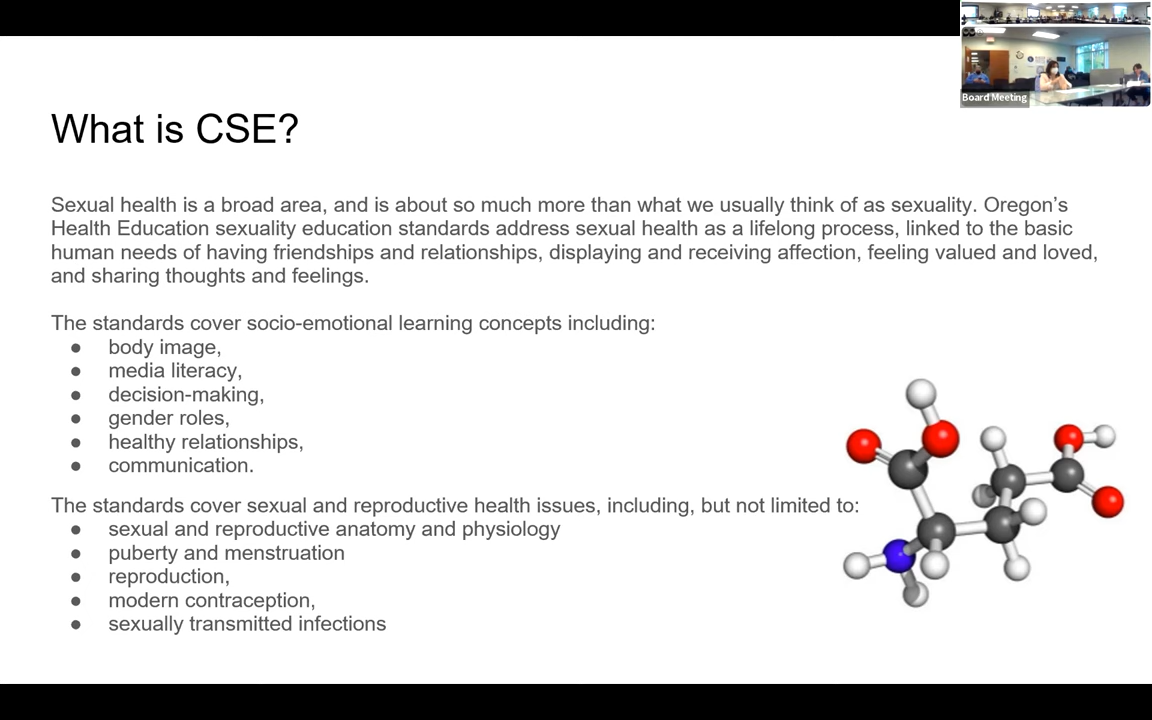 Board Meeting
What is CSE?
Sexual health is a broad area, and is about so much more than what we usually think of as sexuality. Oregon's
Health Education sexuality education standards address sexual health as a lifelong process, linked to the basic
human needs of having friendships and relationships, displaying and receiving affection, feeling valued and loved,
and sharing thoughts and feelings.
The standards cover socio-emotional learning concepts including:
● body image,
● media literacy,
● decision-making,
● gender roles,
● healthy relationships,
● communication.
The standards cover sexual and reproductive health issues, including, but not limited to:
● sexual and reproductive anatomy and physiology
● puberty and menstruation
● reproduction,
● modern contraception,
● sexually transmitted infections